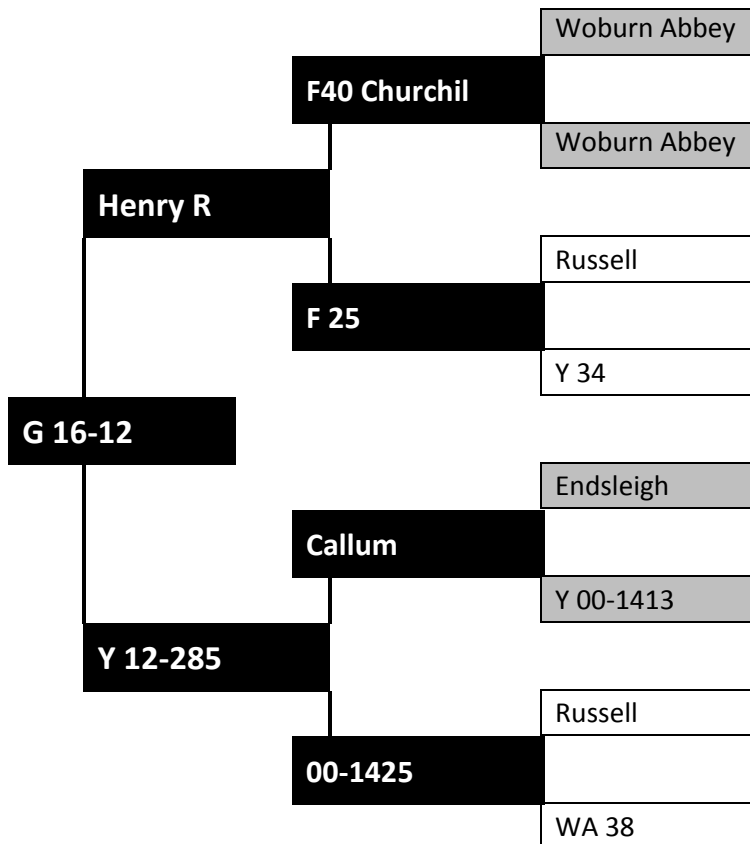 Woburn Abbey
F40 Churchil
Woburn Abbey
Henry R
Russell
F 25
Y 34
G 16-12
Endsleigh
Callum
Y 00-1413
Y 12-285
Russell
00-1425
WA 38